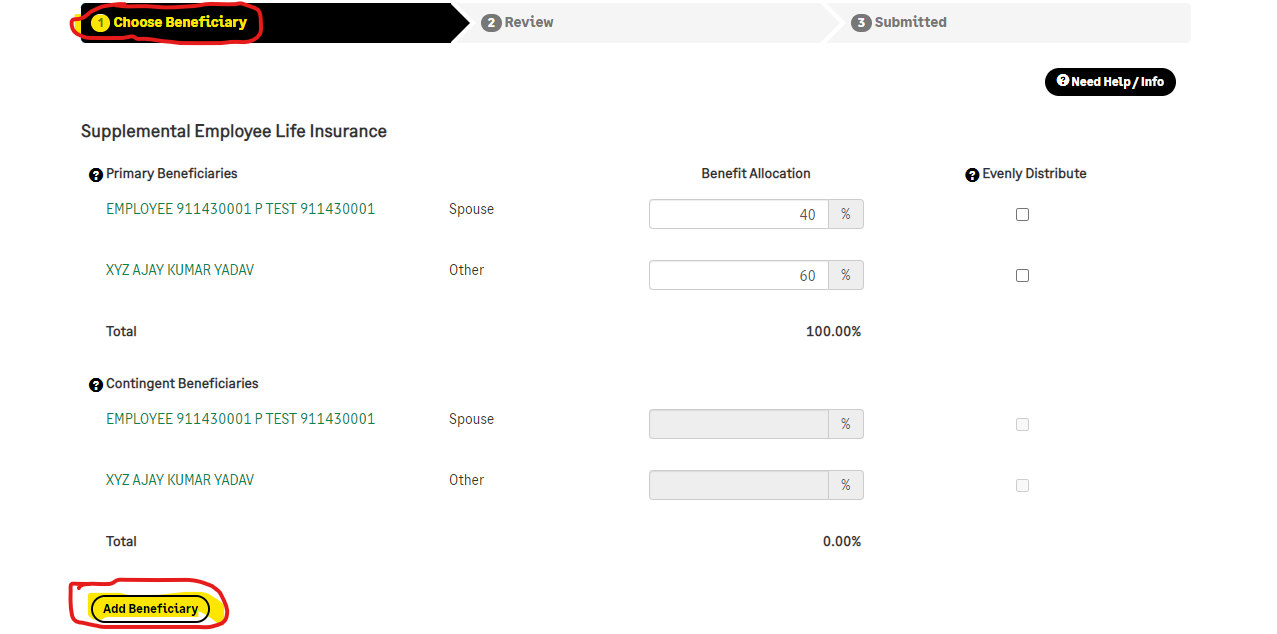 1 Choose Beneficiary 2 Review 3 Submitted
? Need Help / Info
Supplemental Employee Life Insurance
? Primary Beneficiaries Benefit Allocation ? Evenly Distribute
EMPLOYEE 911430001 P TEST 911430001 Spouse 40 %
XYZ AJAY KUMAR YADAV Other 60 %
Total 100.00%
? Contingent Beneficiaries
EMPLOYEE 911430001 P TEST 911430001 Spouse %
XYZ AJAY KUMAR YADAV Other %
Total 0.00%
Add Beneficiary